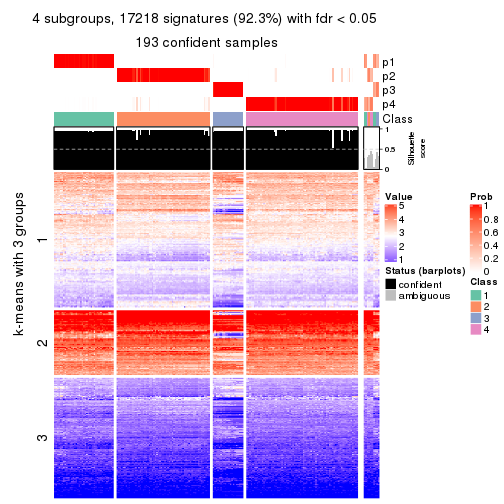 4 subgroups, 17218 signatures (92.3%) with fdr < 0.05
193 confident samples
p1
p2
p3
p4
Class
1
0.5
0
Silhouette
score
k-means with 3 groups
1
2
3
Value
5
4
3
2
1
Status (barplots)
confident
ambiguous
Prob
1
0.8
0.6
0.4
0.2
0
Class
1
2
3
4